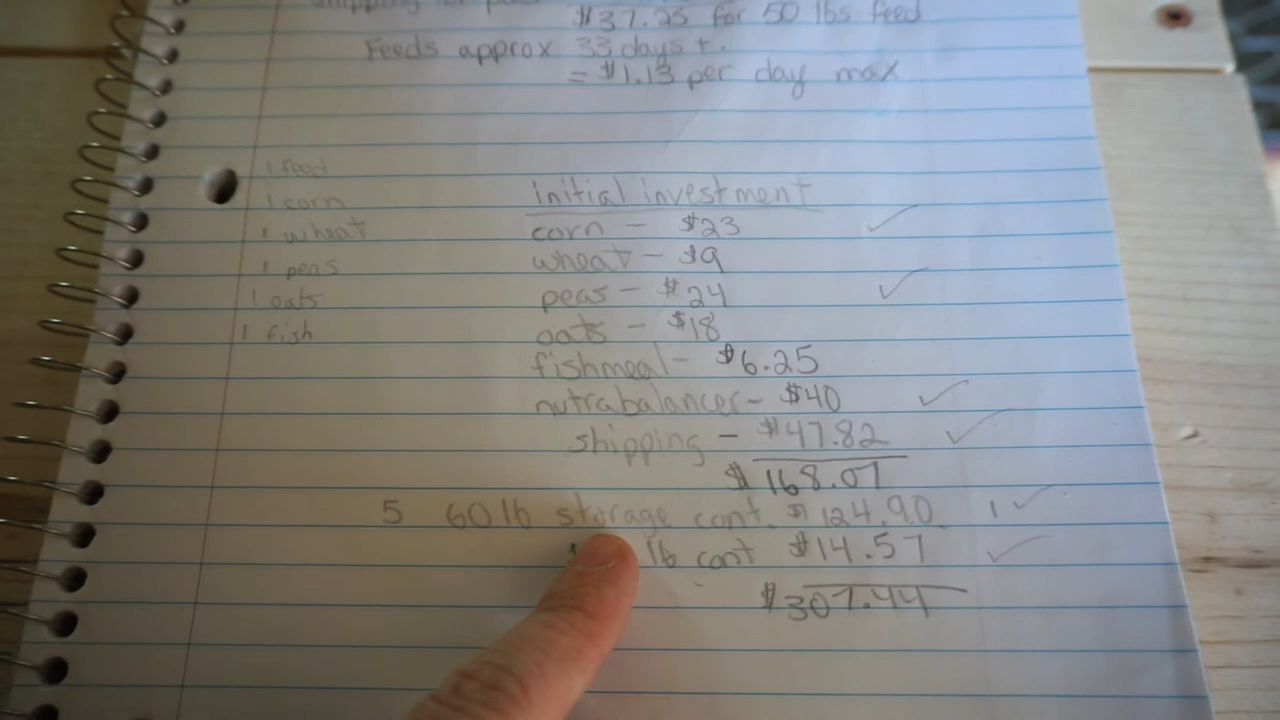 shipping
$37.25 for 50 lbs feed
Feeds approx 33 days +.
= $1.13 per day max
1 feed
1 corn
1 wheat
1 peas
1 oats
1 fish
initial investment
corn - $23 ✓
wheat - $9
peas - $24 ✓
oats - $18
fishmeal - $6.25
nutrabalancer - $40 ✓
shipping - $47.82 ✓
$168.07
5 60 lb storage cont. $124.90 1 ✓
lb cont $14.57 ✓
$307.44